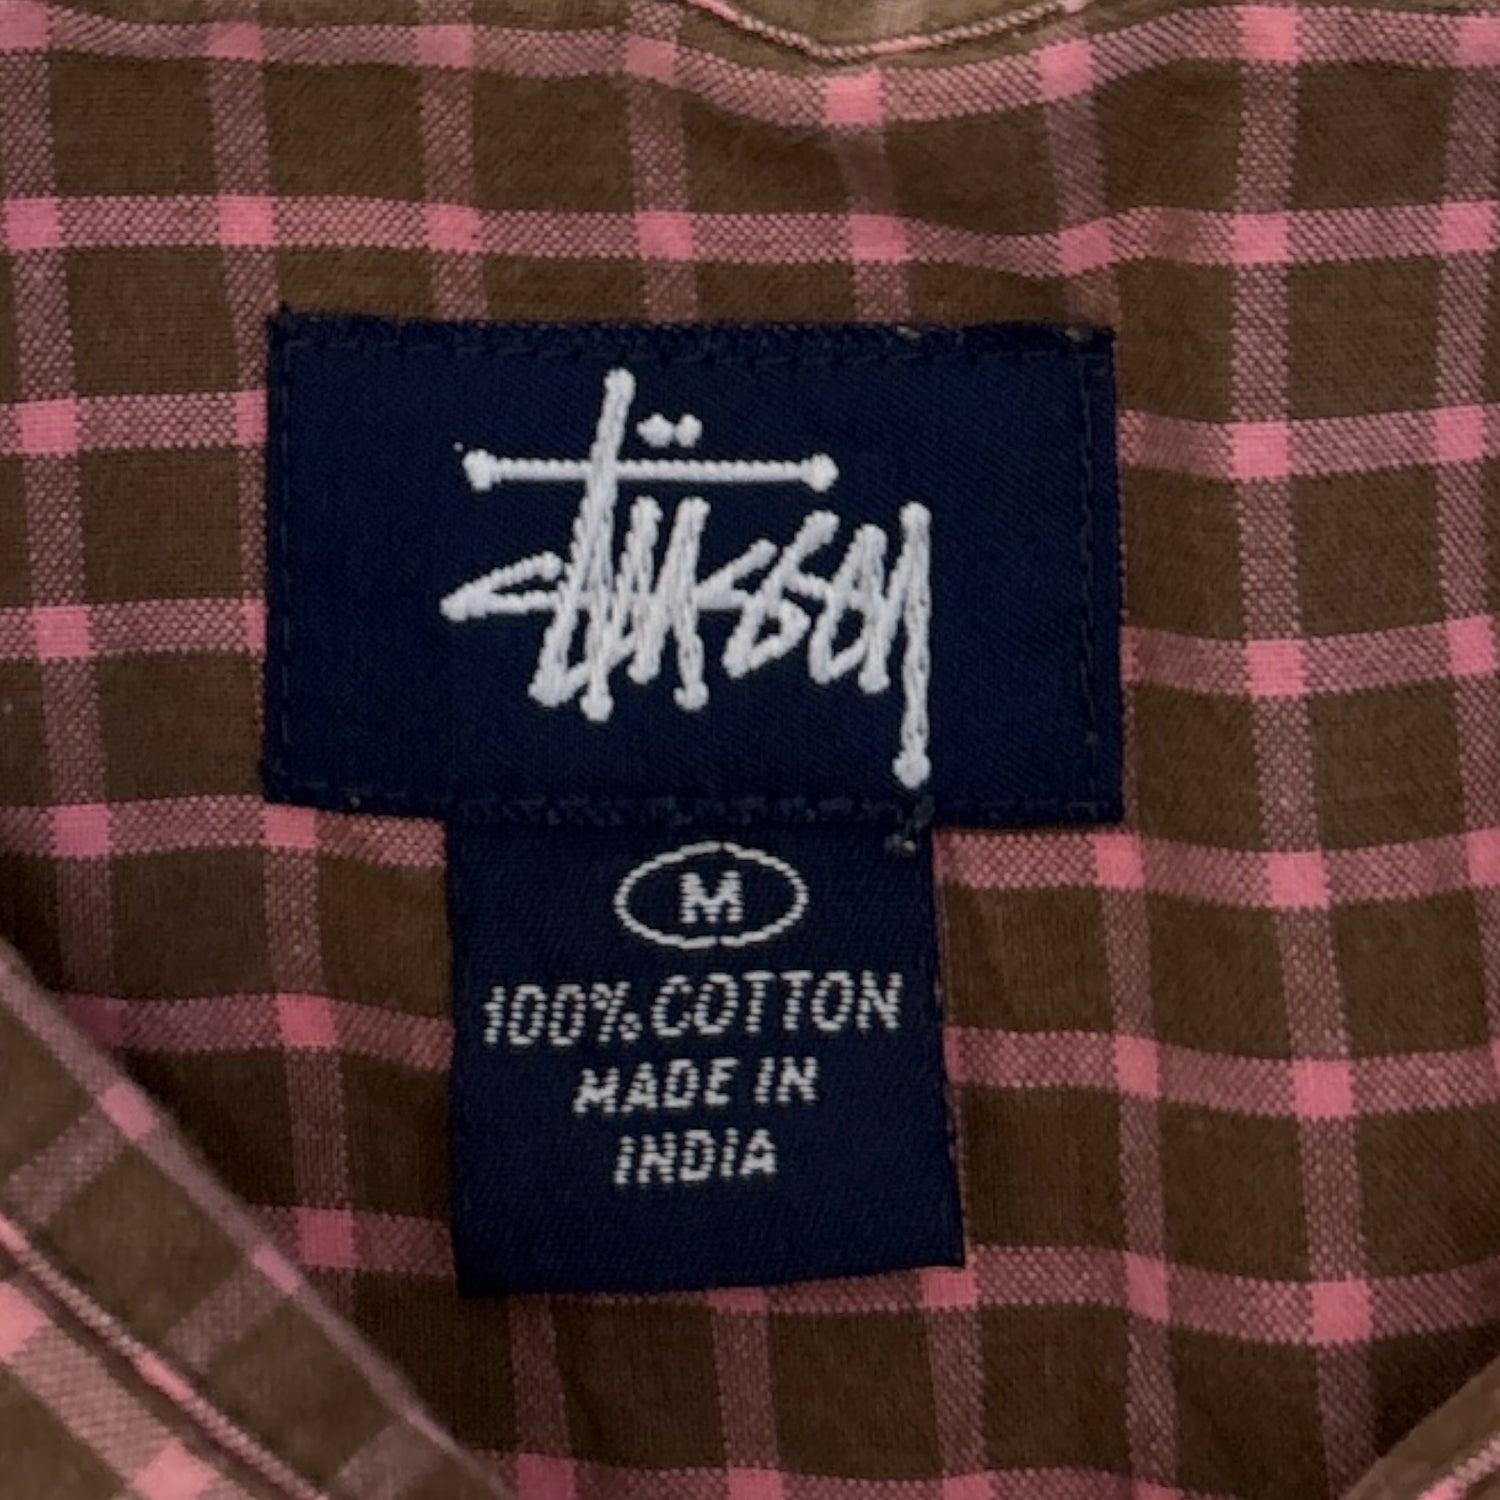 stüssy
M
100% COTTON
MADE IN
INDIA